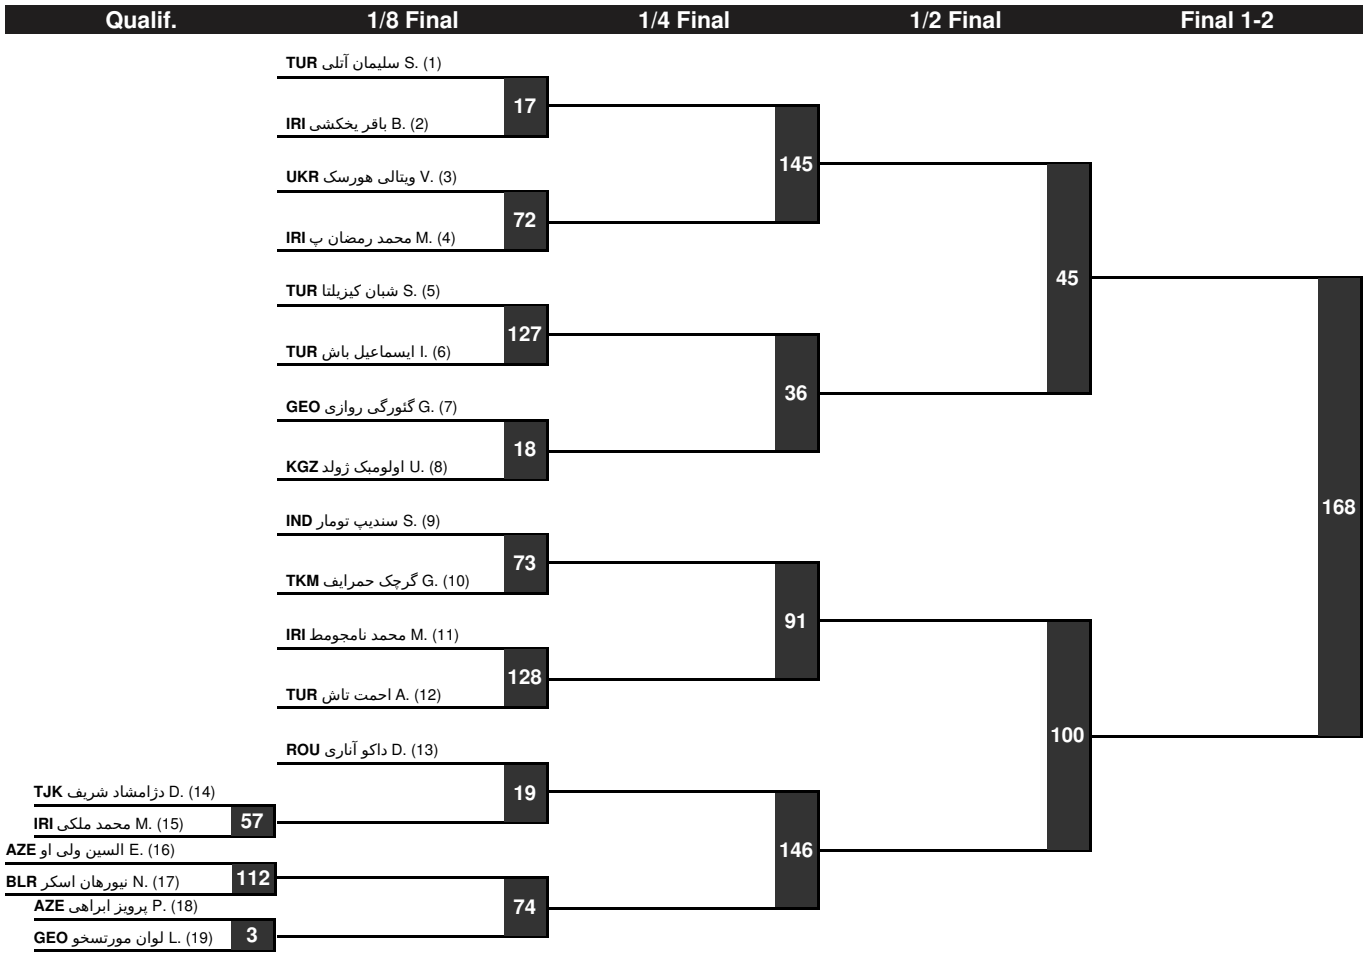 Qualif. 1/8 Final 1/4 Final 1/2 Final Final 1-2
TUR سلیمان آتلی S. (1)
17
IRI باقر یخکشی B. (2)
145
UKR ویتالی هورسک V. (3)
72
IRI محمد رمضان پ M. (4)
45
TUR شبان کیزیلتا S. (5)
127
TUR ایسماعیل باش I. (6)
36
GEO گئورگی روازی G. (7)
18
KGZ اولومبک ژولد U. (8)
168
IND سندیپ تومار S. (9)
73
TKM گرچک حمرایف G. (10)
91
IRI محمد نامجومط M. (11)
128
TUR احمت تاش A. (12)
100
ROU داکو آناری D. (13)
19
TJK دژامشاد شریف D. (14)
57
IRI محمد ملکی M. (15)
146
AZE السین ولی او E. (16)
112
BLR نیورهان اسکر N. (17)
74
AZE پرویز ابراهی P. (18)
3
GEO لوان مورتسخو L. (19)